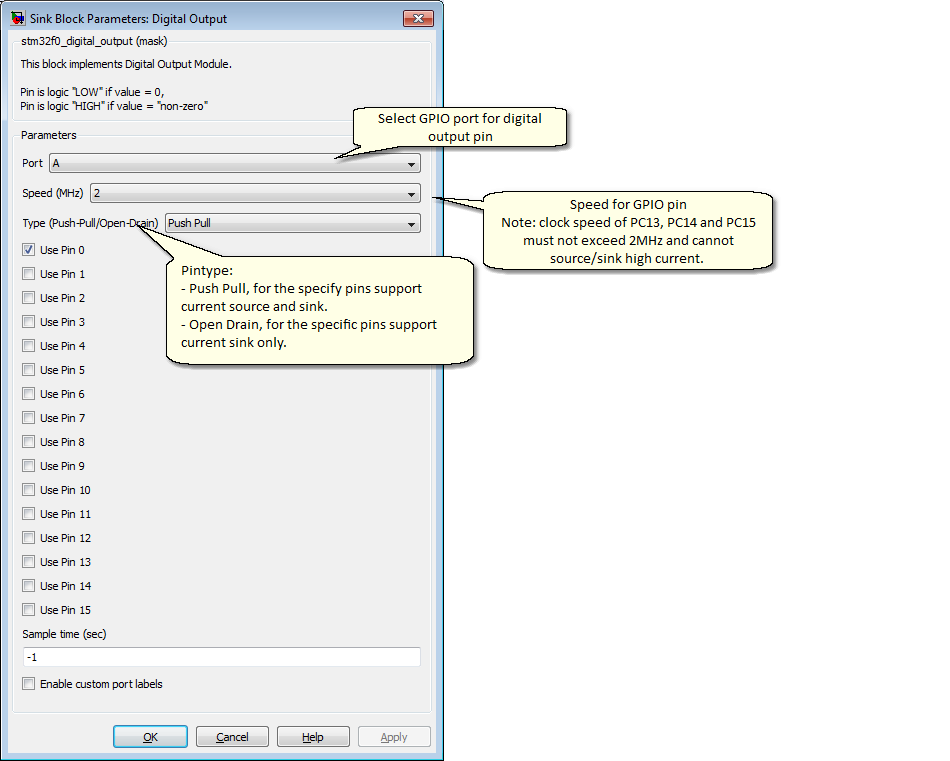 Sink Block Parameters: Digital Output
stm32f0_digital_output (mask)
This block implements Digital Output Module.
Pin is logic "LOW" if value = 0,
Pin is logic "HIGH" if value = "non-zero"
Select GPIO port for digital
output pin
Parameters
Port A
Speed (MHz) 2
Speed for GPIO pin
Note: clock speed of PC13, PC14 and PC15
must not exceed 2MHz and cannot
source/sink high current.
Type (Push-Pull/Open-Drain) Push Pull
Pintype:
- Push Pull, for the specify pins support
current source and sink.
- Open Drain, for the specific pins support
current sink only.
Use Pin 0
Use Pin 1
Use Pin 2
Use Pin 3
Use Pin 4
Use Pin 5
Use Pin 6
Use Pin 7
Use Pin 8
Use Pin 9
Use Pin 10
Use Pin 11
Use Pin 12
Use Pin 13
Use Pin 14
Use Pin 15
Sample time (sec)
-1
Enable custom port labels
OK Cancel Help Apply